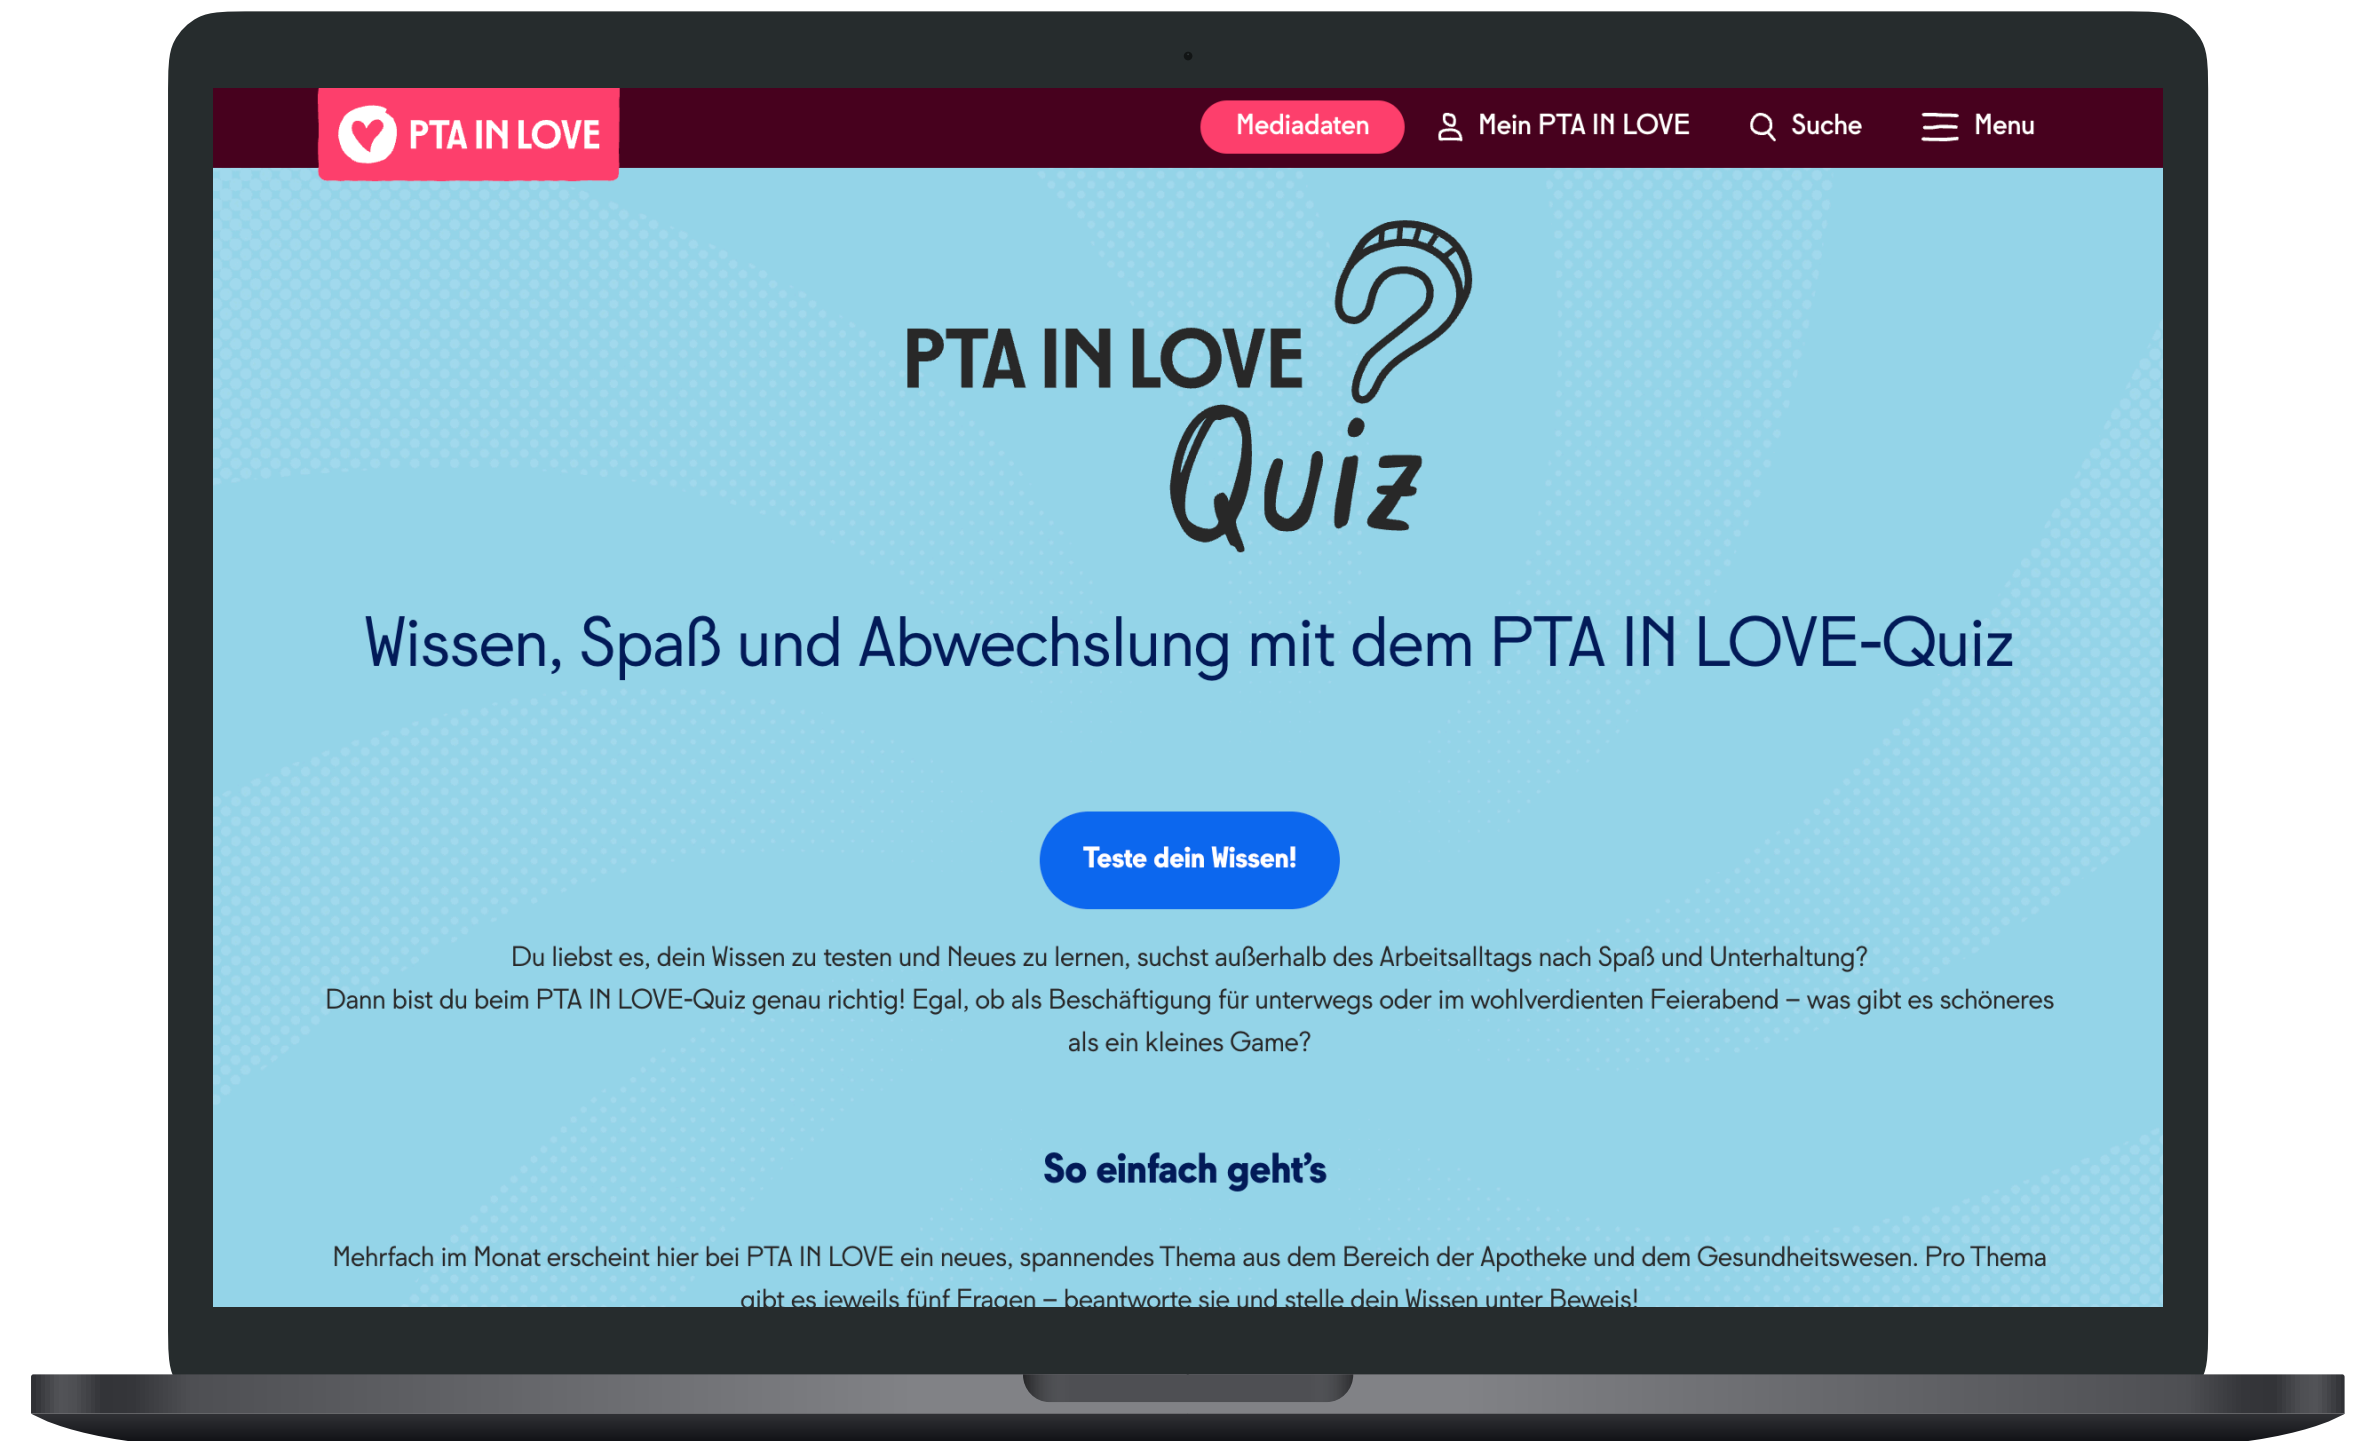 PTA IN LOVE
Mediadaten
Mein PTA IN LOVE
Suche
Menu
PTA IN LOVE
Quiz
Wissen, Spaß und Abwechslung mit dem PTA IN LOVE-Quiz
Teste dein Wissen!
Du liebst es, dein Wissen zu testen und Neues zu lernen, suchst außerhalb des Arbeitsalltags nach Spaß und Unterhaltung?
Dann bist du beim PTA IN LOVE-Quiz genau richtig! Egal, ob als Beschäftigung für unterwegs oder im wohlverdienten Feierabend – was gibt es schöneres
als ein kleines Game?
So einfach geht's
Mehrfach im Monat erscheint hier bei PTA IN LOVE ein neues, spannendes Thema aus dem Bereich der Apotheke und dem Gesundheitswesen. Pro Thema
gibt es jeweils fünf Fragen – beantworte sie und stelle dein Wissen unter Beweis!